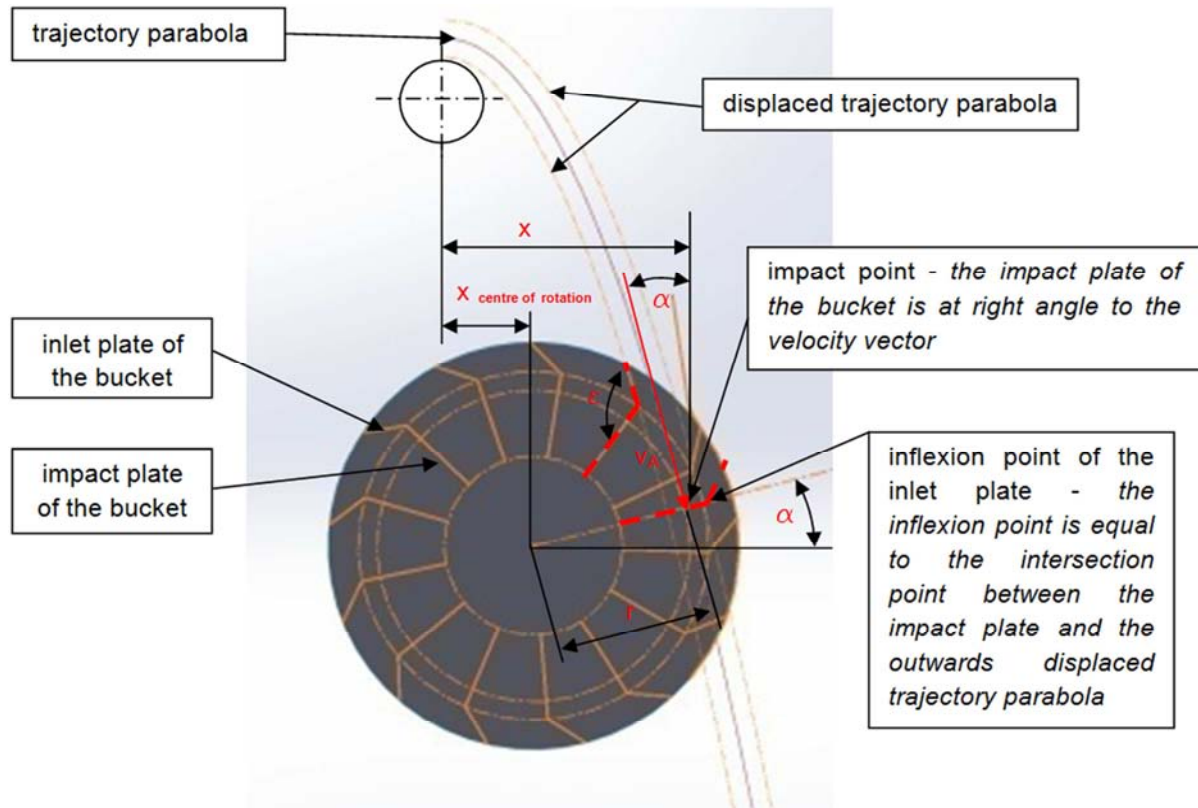 trajectory parabola
displaced trajectory parabola
x
x centre of rotation
α
impact point - the impact plate of
the bucket is at right angle to the
velocity vector
inlet plate of
the bucket
impact plate
of the bucket
ε
v_A
α
r
inflexion point of the
inlet plate - the
inflexion point is equal
to the intersection
point between the
impact plate and the
outwards displaced
trajectory parabola